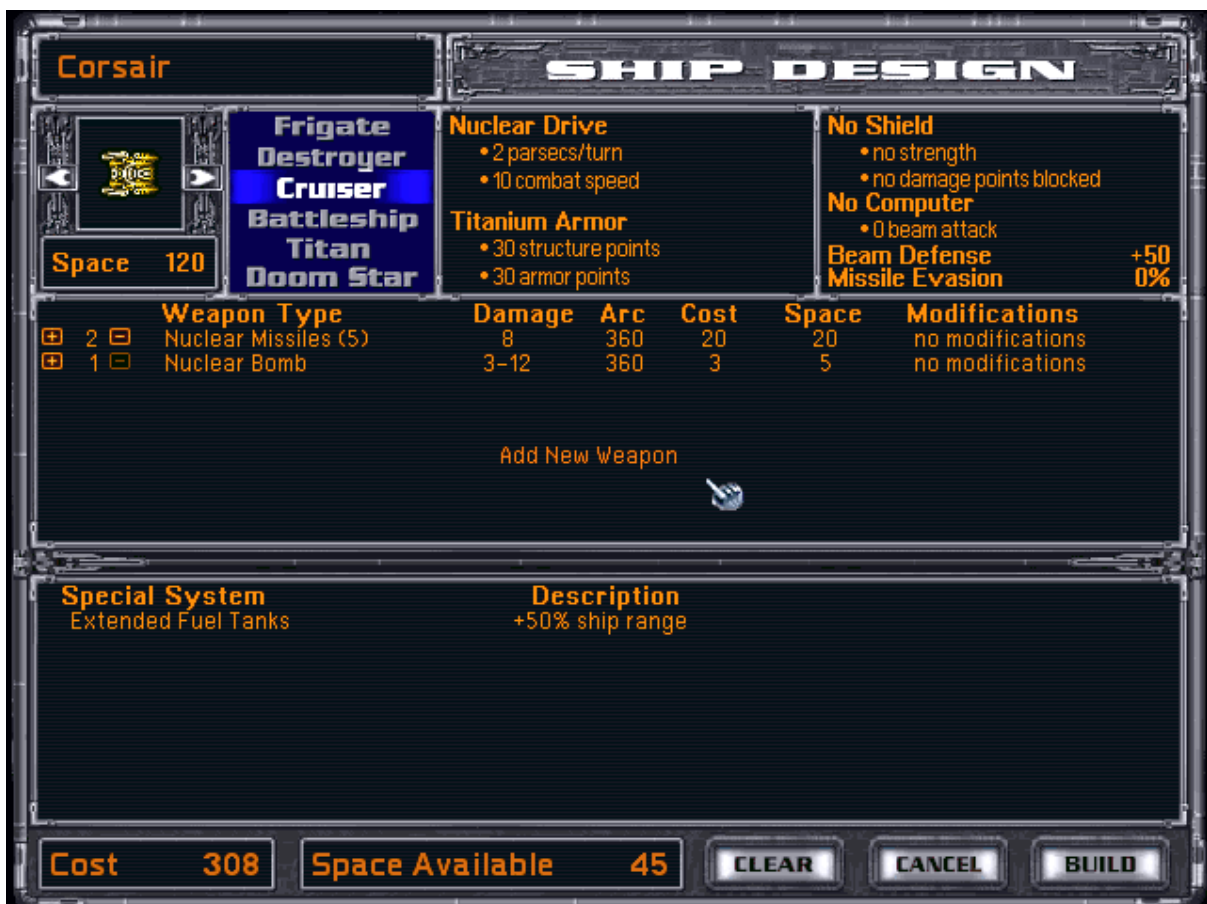 Corsair
SHIP DESIGN
Space 120
Frigate
Destroyer
Cruiser
Battleship
Titan
Doom Star
Nuclear Drive
• 2 parsecs/turn
• 10 combat speed
Titanium Armor
• 30 structure points
• 30 armor points
No Shield
• no strength
• no damage points blocked
No Computer
• 0 beam attack
Beam Defense +50
Missile Evasion 0%
Weapon Type Damage Arc Cost Space Modifications
+ 2 - Nuclear Missiles (5) 8 360 20 20 no modifications
+ 1 - Nuclear Bomb 3-12 360 3 5 no modifications
Add New Weapon
Special System Description
Extended Fuel Tanks +50% ship range
Cost 308 Space Available 45 CLEAR CANCEL BUILD